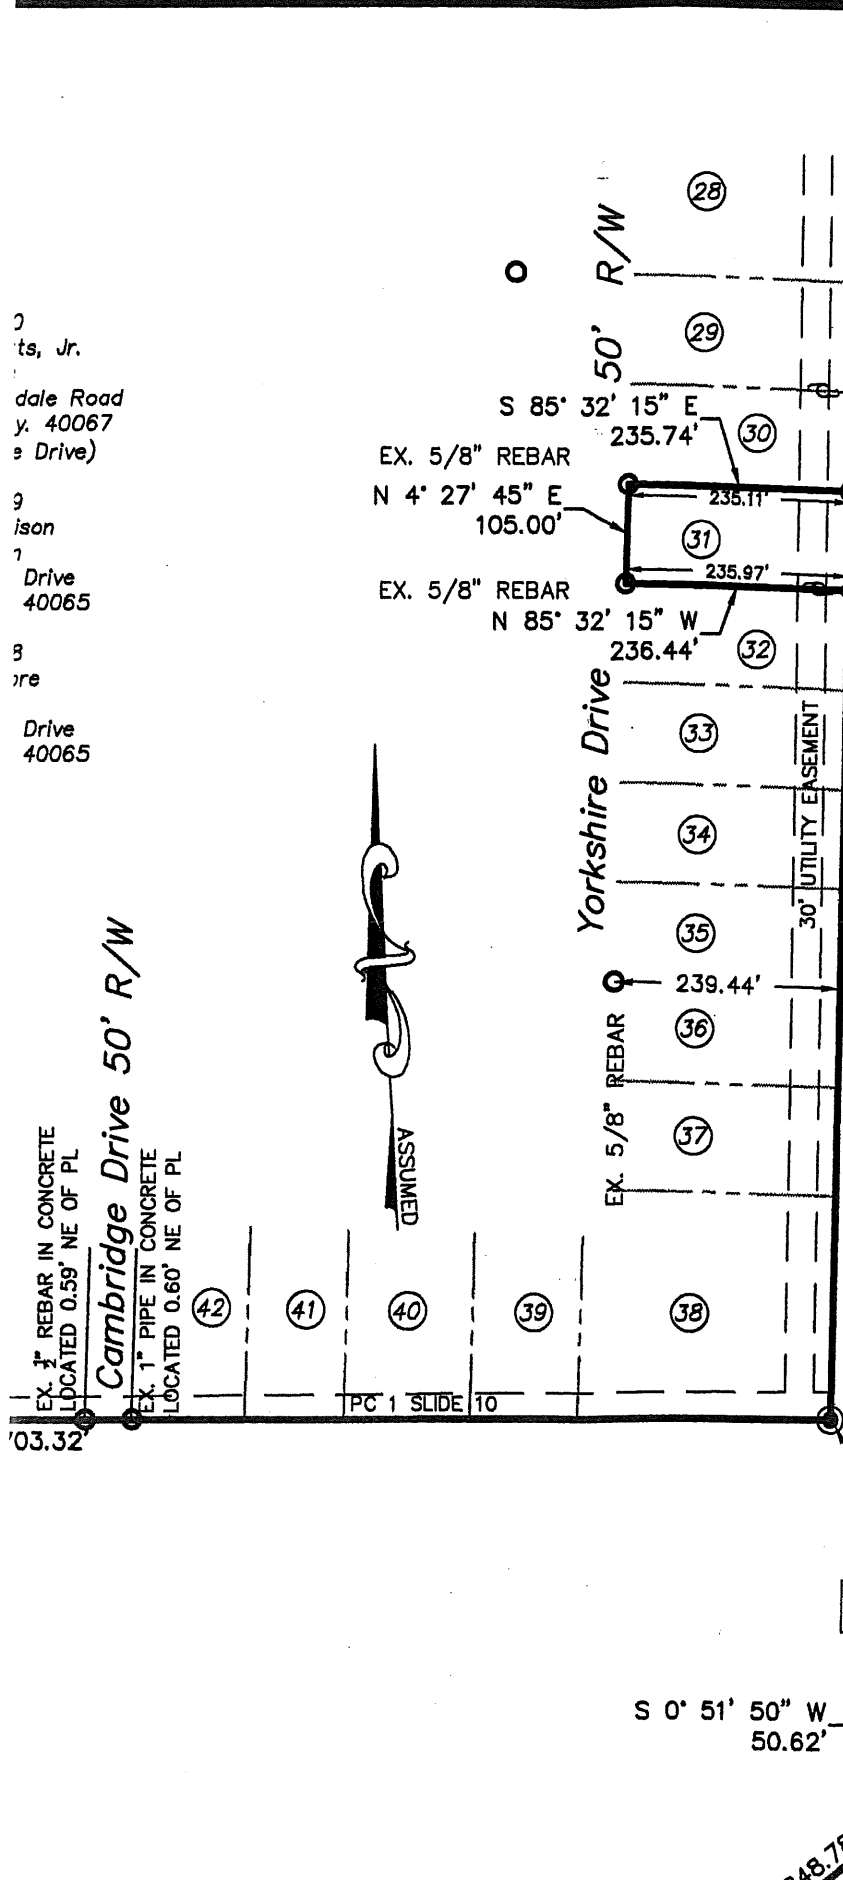 28
50' R/W
29
ts, Jr.
dale Road
y. 40067
Drive)
S 85° 32' 15" E
235.74'
30
EX. 5/8" REBAR
N 4° 27' 45" E
105.00'
235.11'
31
235.97'
ison
Drive
40065
EX. 5/8" REBAR
N 85° 32' 15" W
236.44'
32
Drive
40065
Yorkshire Drive
33
30' UTILITY EASEMENT
34
35
239.44'
36
EX. 5/8" REBAR
37
ASSUMED
Cambridge Drive 50' R/W
EX. 1/2" REBAR IN CONCRETE
LOCATED 0.59' NE OF PL
EX. 1" PIPE IN CONCRETE
LOCATED 0.60' NE OF PL
42
41
40
39
38
PC 1 SLIDE 10
03.32'
S 0° 51' 50" W
50.62'
48.78